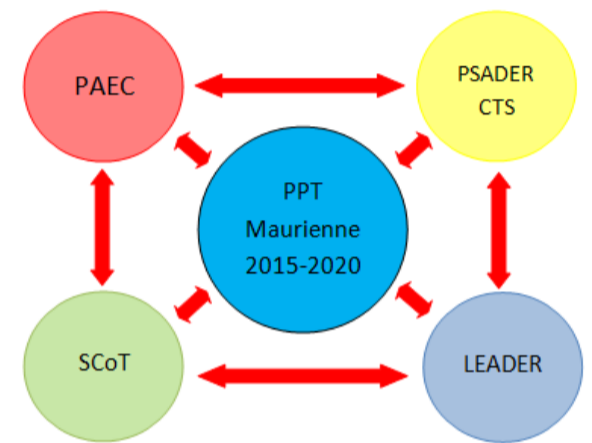 PAEC
PSADER
CTS
PPT
Maurienne
2015-2020
SCoT
LEADER